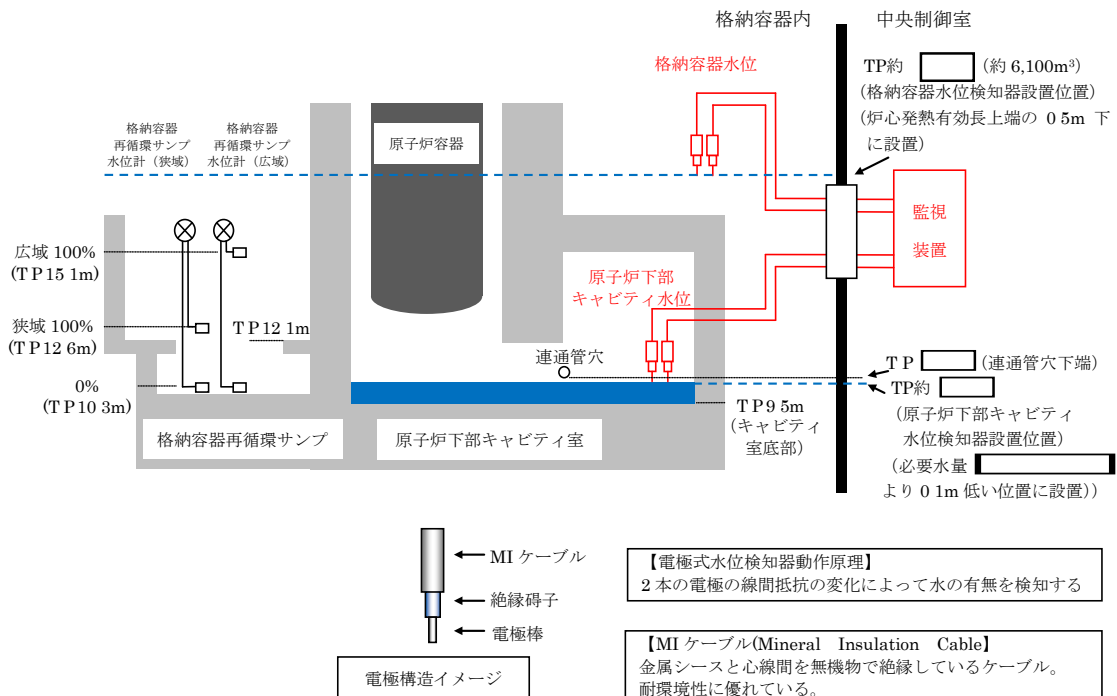 格納容器内
中央制御室
格納容器水位
TP約 (約 6,100m³)
(格納容器水位検知器設置位置)
(炉心発熱有効長上端の 0 5m 下
に設置)
格納容器
再循環サンプ
水位計(狭域)
格納容器
再循環サンプ
水位計(広域)
原子炉容器
監視
装置
広域 100%
(TP15 1m)
原子炉下部
キャビティ水位
狭域 100%
(TP12 6m)
TP12 1m
連通管穴
0%
(TP10 3m)
TP (連通管穴下端)
TP約
(原子炉下部キャビティ
水位検知器設置位置)
(必要水量
より 0 1m 低い位置に設置))
TP9 5m
(キャビティ
室底部)
格納容器再循環サンプ
原子炉下部キャビティ室
MI ケーブル
絶縁碍子
電極棒
電極構造イメージ
【電極式水位検知器動作原理】
2 本の電極の線間抵抗の変化によって水の有無を検知する
【MI ケーブル(Mineral Insulation Cable】
金属シースと心線間を無機物で絶縁しているケーブル。
耐環境性に優れている。